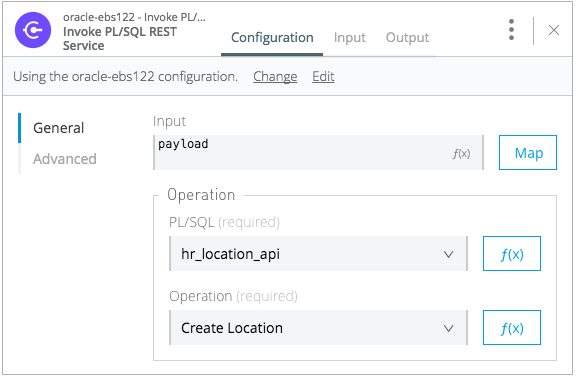 oracle-ebs122 - Invoke PL/...
Invoke PL/SQL REST
Service
Configuration
Input
Output
Using the oracle-ebs122 configuration. Change Edit
General
Advanced
Input
payload
ƒ(x)
Map
Operation
PL/SQL (required)
hr_location_api
ƒ(x)
Operation (required)
Create Location
ƒ(x)